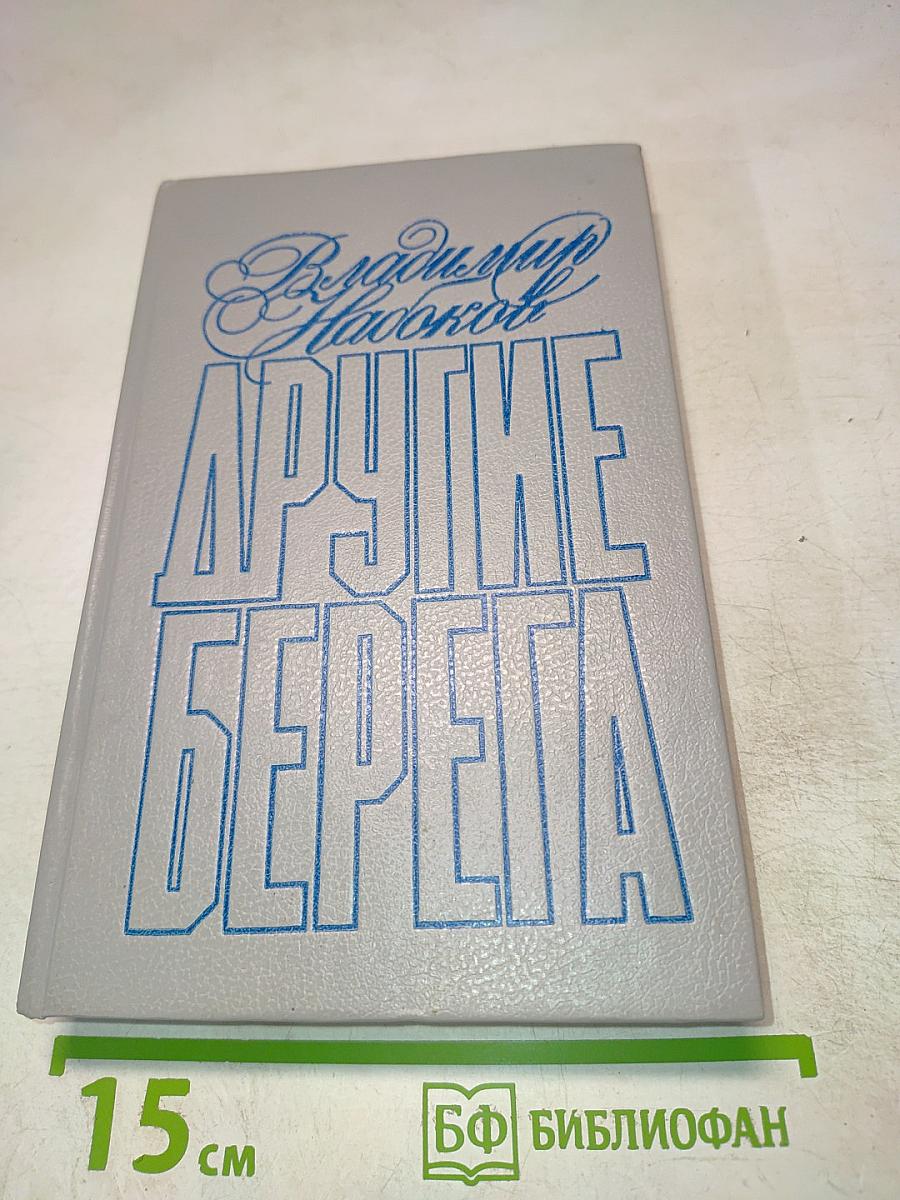 Владимир
Набоков
ДРУГИЕ
БЕРЕГА
15 см
БФ БИБЛИОФАН